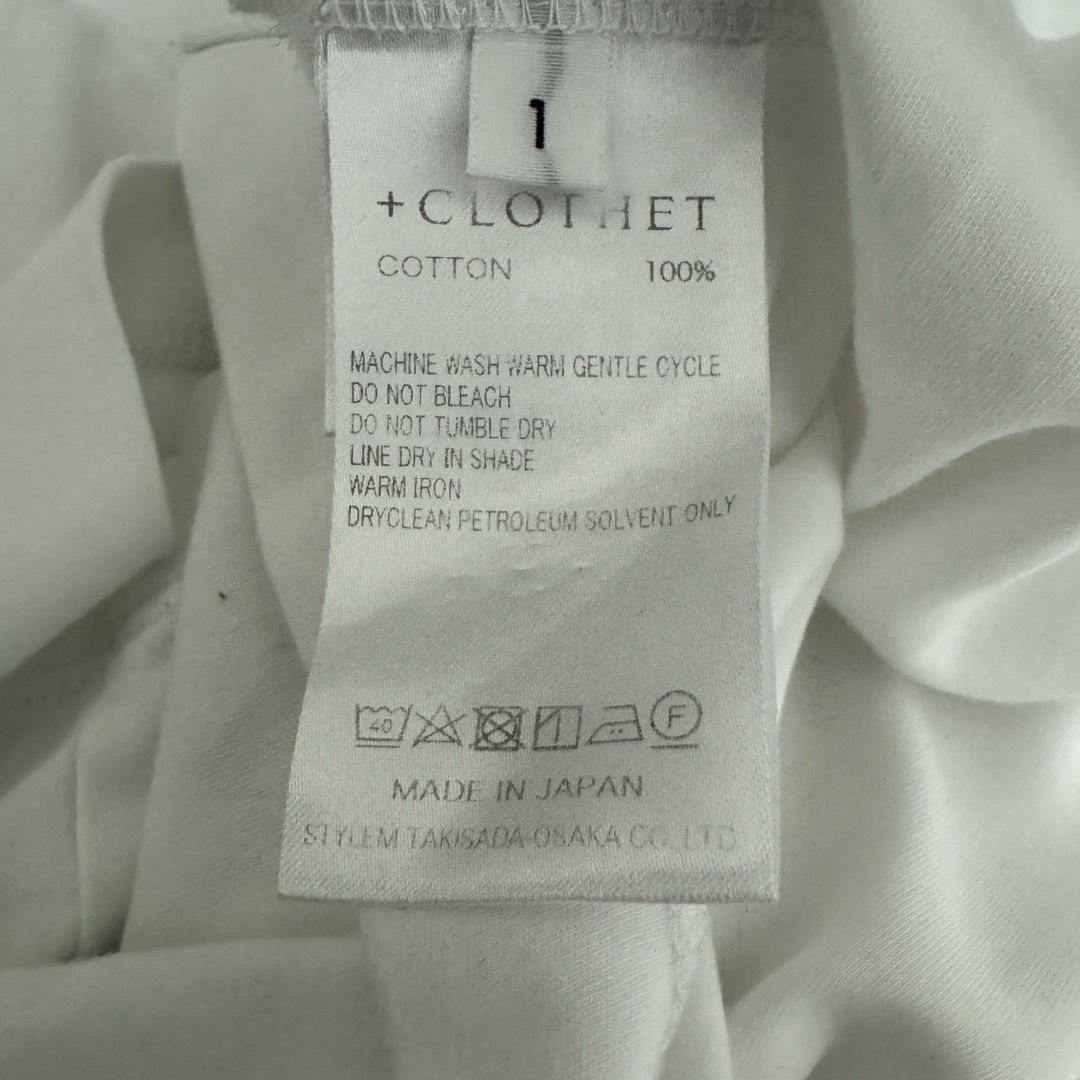 1
+CLOTHET
COTTON 100%
MACHINE WASH WARM GENTLE CYCLE
DO NOT BLEACH
DO NOT TUMBLE DRY
LINE DRY IN SHADE
WARM IRON
DRYCLEAN PETROLEUM SOLVENT ONLY
40 F
MADE IN JAPAN
STYLEM TAKISADA-OSAKA CO.,LTD